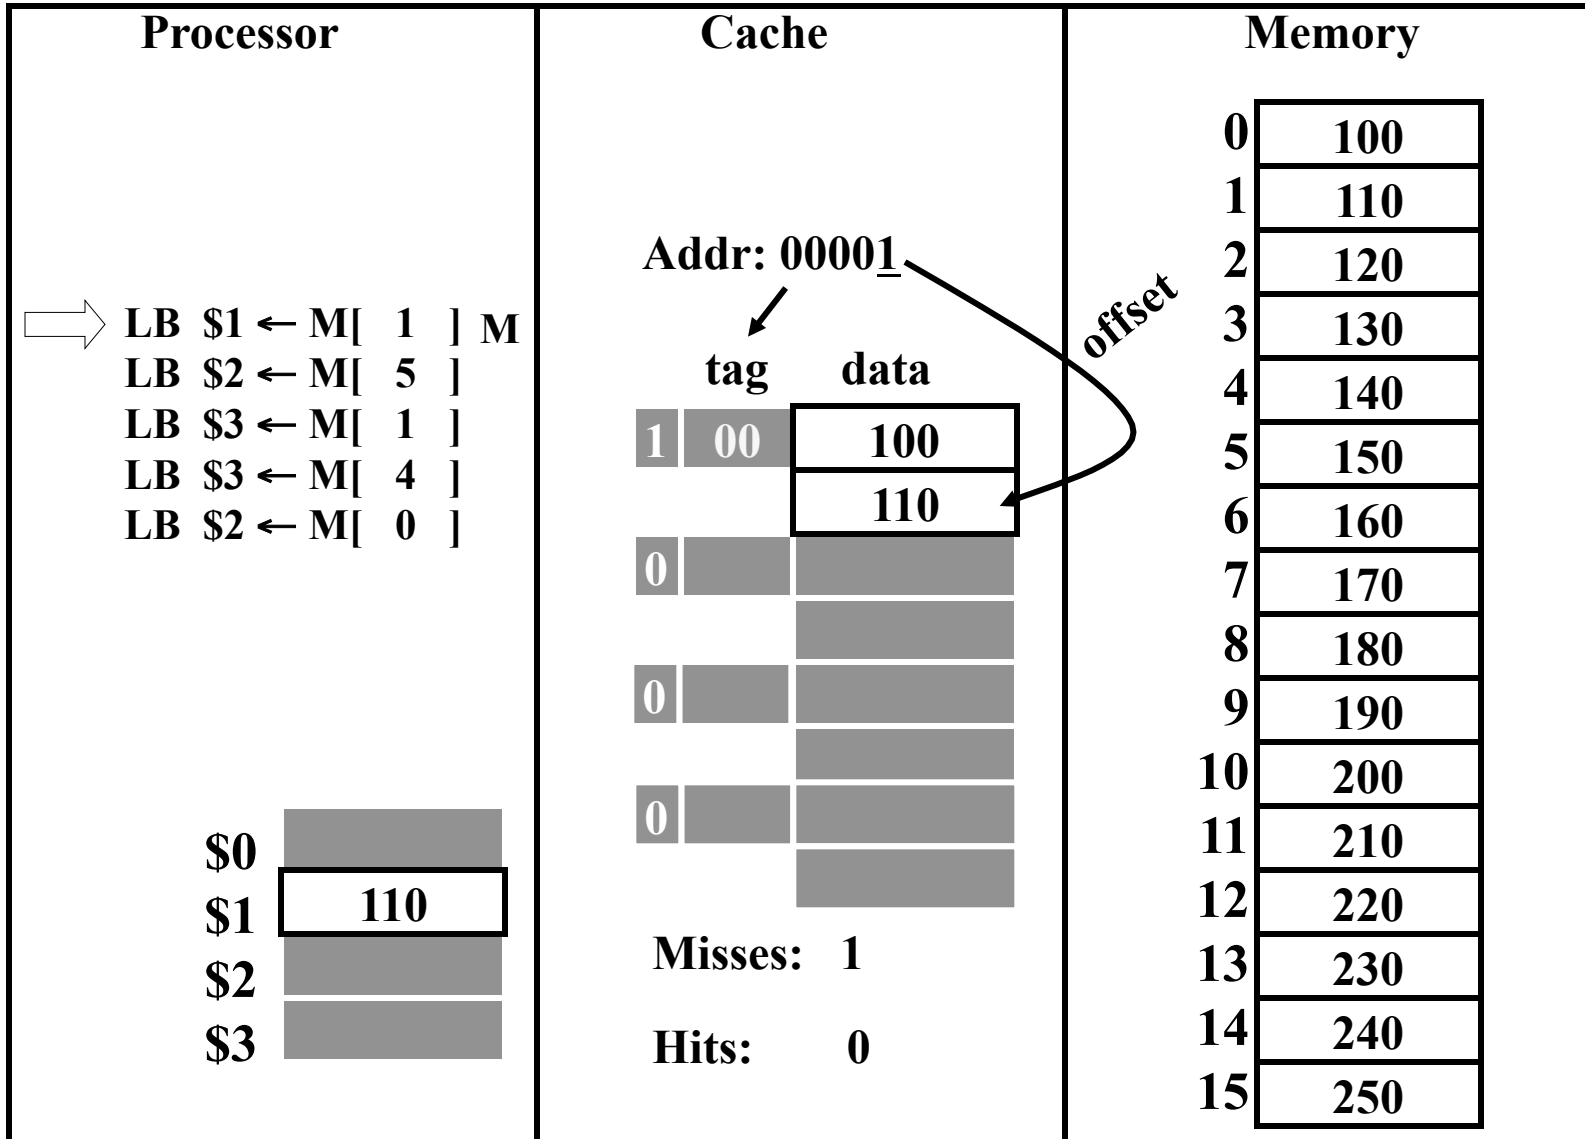 Processor
LB $1 ← M[ 1 ] M
LB $2 ← M[ 5 ]
LB $3 ← M[ 1 ]
LB $3 ← M[ 4 ]
LB $2 ← M[ 0 ]
$0
$1 110
$2
$3
Cache
Addr: 00001
offset
tag data
1 00 100
110
0
0
0
Misses: 1
Hits: 0
Memory
0 100
1 110
2 120
3 130
4 140
5 150
6 160
7 170
8 180
9 190
10 200
11 210
12 220
13 230
14 240
15 250